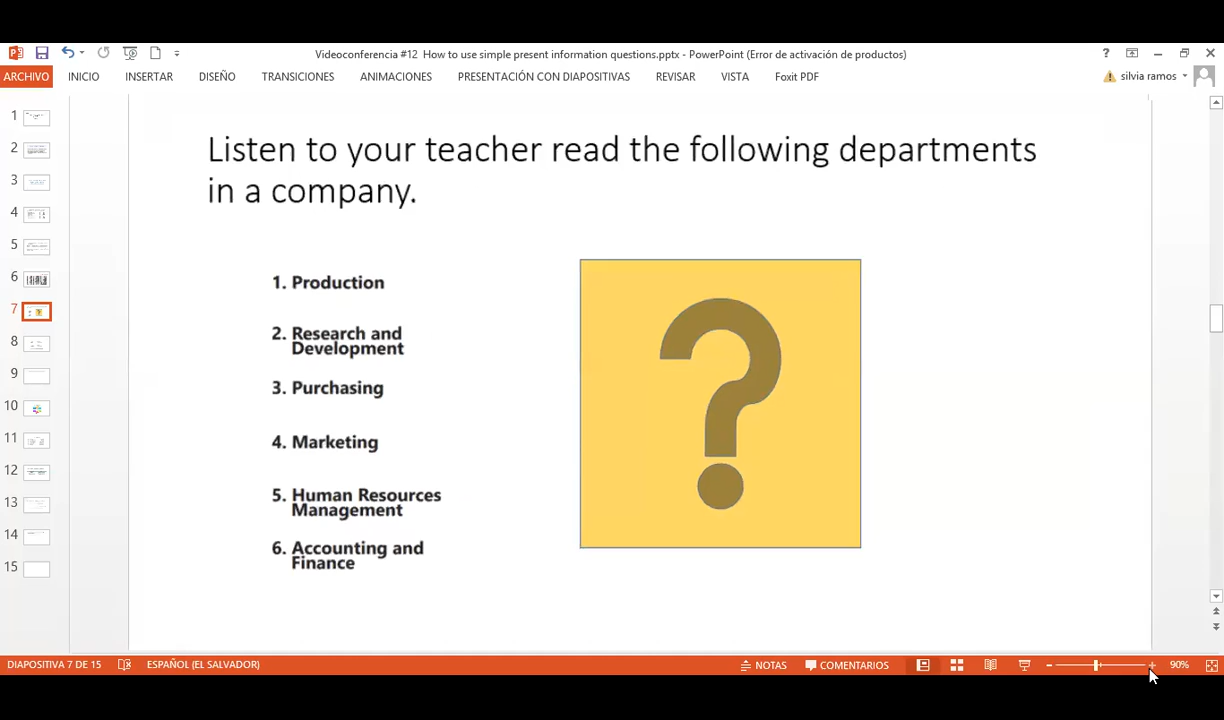 Videoconferencia #12 How to use simple present information questions.pptx - PowerPoint (Error de activación de productos)
?
ARCHIVO INICIO INSERTAR DISEÑO TRANSICIONES ANIMACIONES PRESENTACIÓN CON DIAPOSITIVAS REVISAR VISTA Foxit PDF silvia ramos
1
2
3
4
5
6
7
8
9
10
11
12
13
14
15
Listen to your teacher read the following departments
in a company.
1. Production
2. Research and
Development
3. Purchasing
4. Marketing
5. Human Resources
Management
6. Accounting and
Finance
?
DIAPOSITIVA 7 DE 15 ESPAÑOL (EL SALVADOR) NOTAS COMENTARIOS 90%